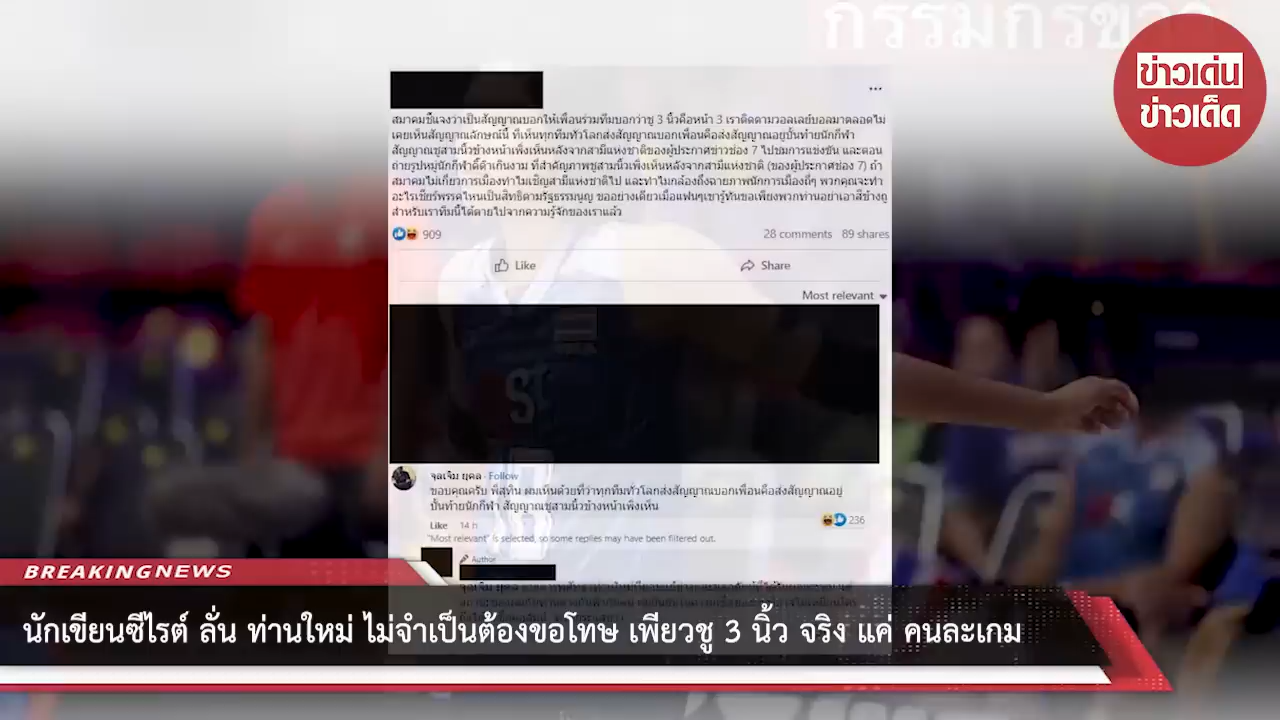 กรรมกรข่าว
ข่าวเด่น
ข่าวเด็ด
สมาคมชี้แจงว่าเป็นสัญญาณบอกให้เพื่อนร่วมทีมบอกว่าชู 3 นิ้วคือหน้า 3 เราติดตามวอลเลย์บอลมาตลอดไม่
เคยเห็นสัญญาณลักษณ์นี้ ที่เห็นทุกทีมทั่วโลกส่งสัญญาณบอกเพื่อนคือส่งสัญญาณอยู่บั้นท้ายนักกีฬา
สัญญาณชูสามนิ้วข้างหน้าเพิ่งเห็นหลังจากสามีแห่งชาติของผู้ประกาศข่าวช่อง 7 ไปชมการแข่งขัน และตอน
ถ่ายรูปหมู่นักกีฬาดี๊ด๊าเกินงาม ที่สำคัญภาพชูสามนิ้วเพิ่งเห็นหลังจากสามีแห่งชาติ (ของผู้ประกาศช่อง 7) ถ้า
สมาคมไม่เกี่ยวการเมืองทำไมเชิญสามีแห่งชาติไป และทำไมกล้องถึงฉายภาพนักการเมืองถี่ๆ พวกคุณจะทำ
อะไรเชียร์พรรคไหนเป็นสิทธิตามรัฐธรรมนูญ ขออย่างเดียวเมื่อแฟนๆเขารู้ทันขอเพียงพวกท่านอย่าเอาสีข้างถู
สำหรับเราทีมนี้ได้ตายไปจากความรู้จักของเราแล้ว
909 28 comments 89 shares
Like Share
Most relevant
จุลเจิม ยุคล · Follow
ขอบคุณครับ พี่สุทิน ผมเห็นด้วยที่ว่าทุกทีมทั่วโลกส่งสัญญาณบอกเพื่อนคือส่งสัญญาณอยู่
บั้นท้ายนักกีฬา สัญญาณชูสามนิ้วข้างหน้าเพิ่งเห็น
236
Like 14 h
"Most relevant" is selected, so some replies may have been filtered out.
Author
จุลเจิม ยุคล
BREAKING NEWS
นักเขียนซีไรต์ ลั่น ท่านใหม่ ไม่จำเป็นต้องขอโทษ เพียวชู 3 นิ้ว จริง แค่ คนละเกม